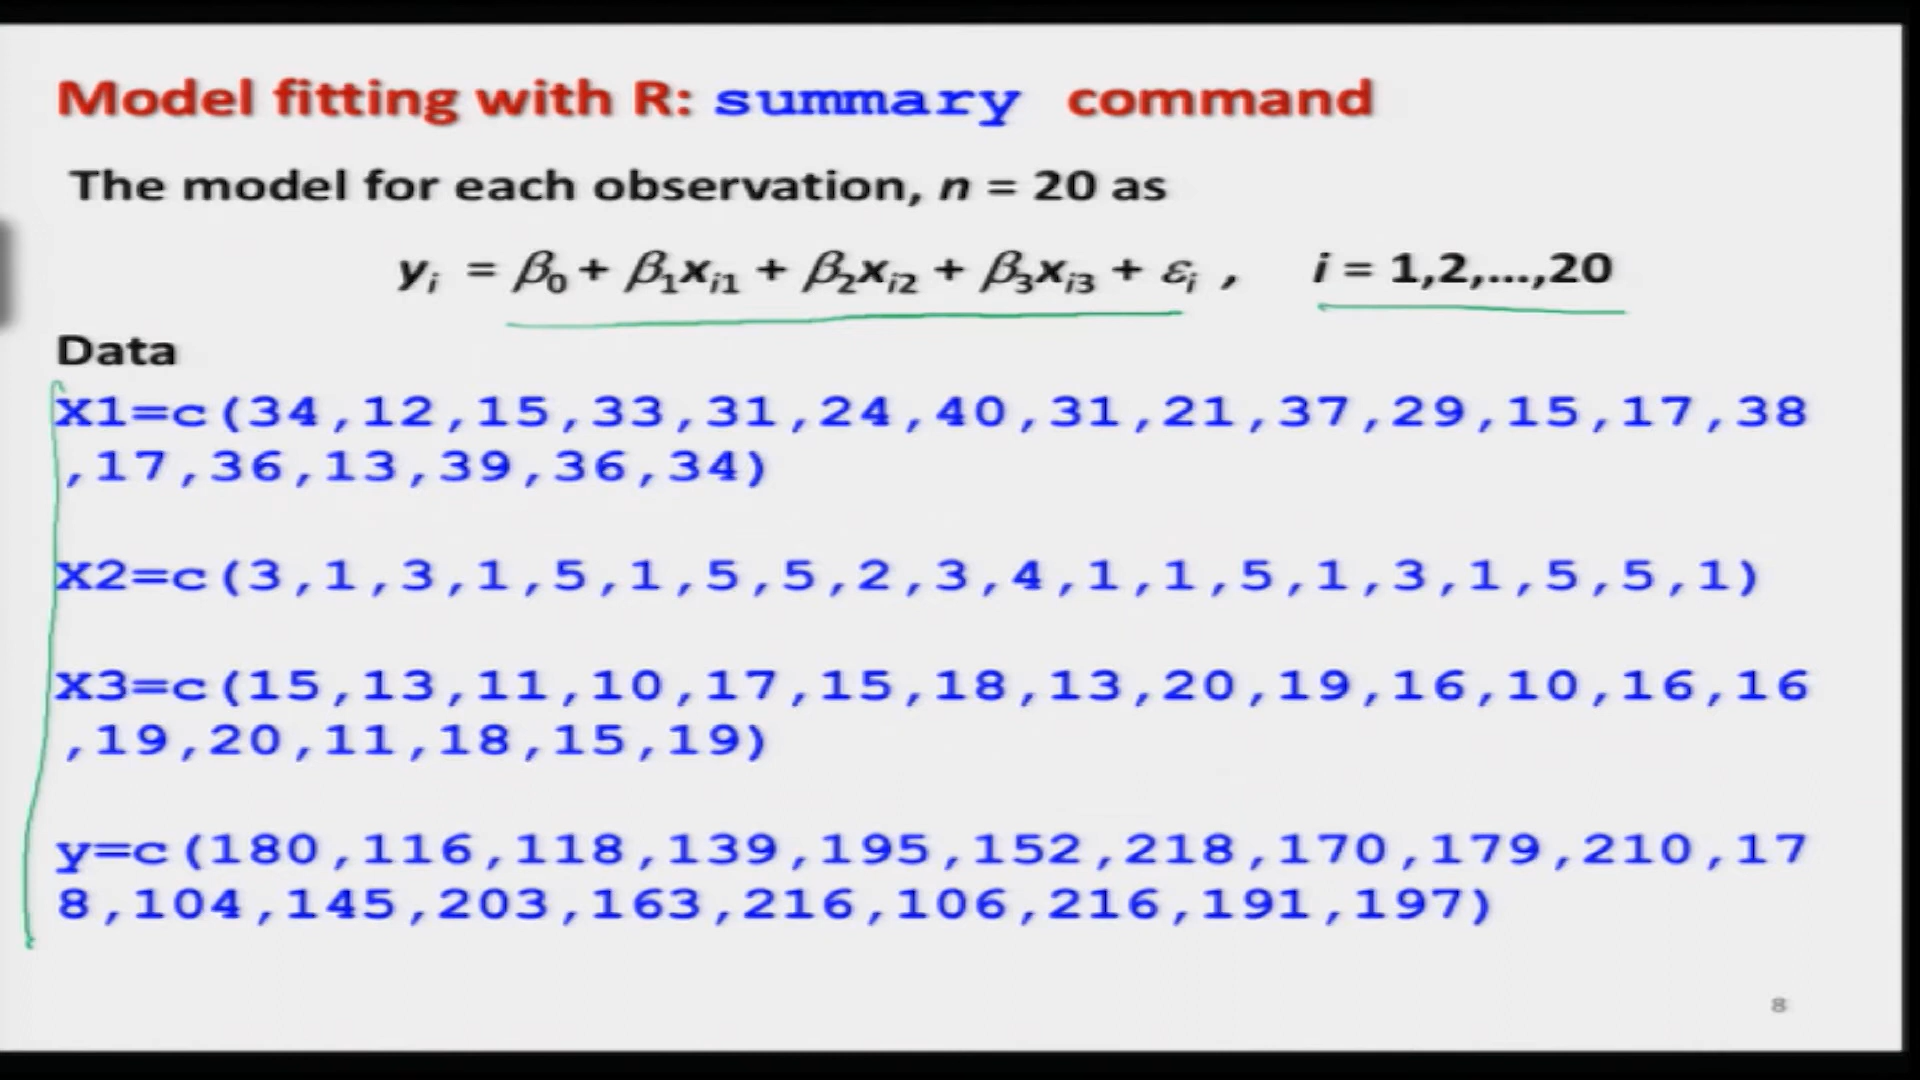 Model fitting with R: summary command
The model for each observation, n = 20 as
yᵢ = β₀ + β₁xᵢ₁ + β₂xᵢ₂ + β₃xᵢ₃ + εᵢ , i = 1,2,...,20
Data
x1=c(34,12,15,33,31,24,40,31,21,37,29,15,17,38
,17,36,13,39,36,34)
x2=c(3,1,3,1,5,1,5,5,2,3,4,1,1,5,1,3,1,5,5,1)
x3=c(15,13,11,10,17,15,18,13,20,19,16,10,16,16
,19,20,11,18,15,19)
y=c(180,116,118,139,195,152,218,170,179,210,17
8,104,145,203,163,216,106,216,191,197)
8